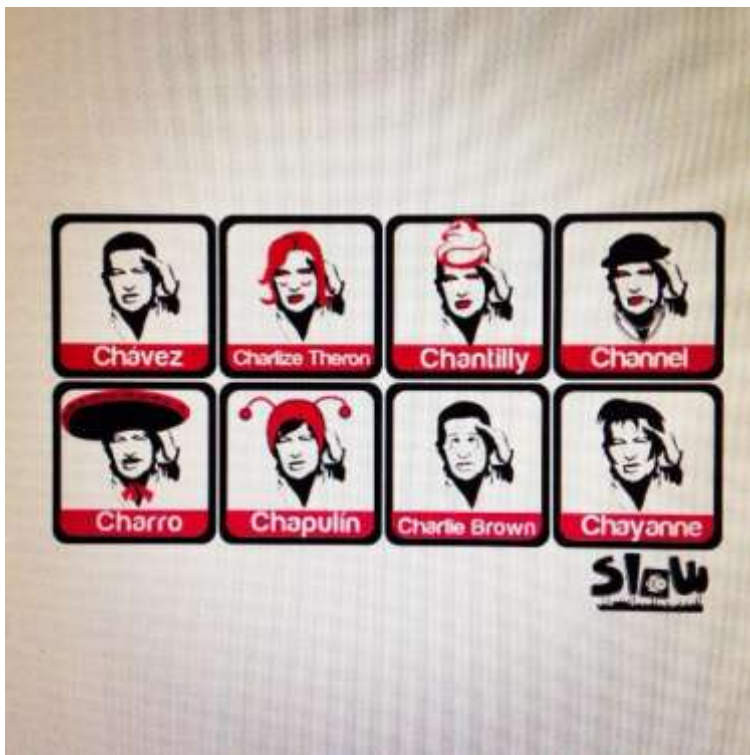 Chávez
Charlize Theron
Chantilly
Channel
Charro
Chapulín
Charlie Brown
Chayanne
SloW